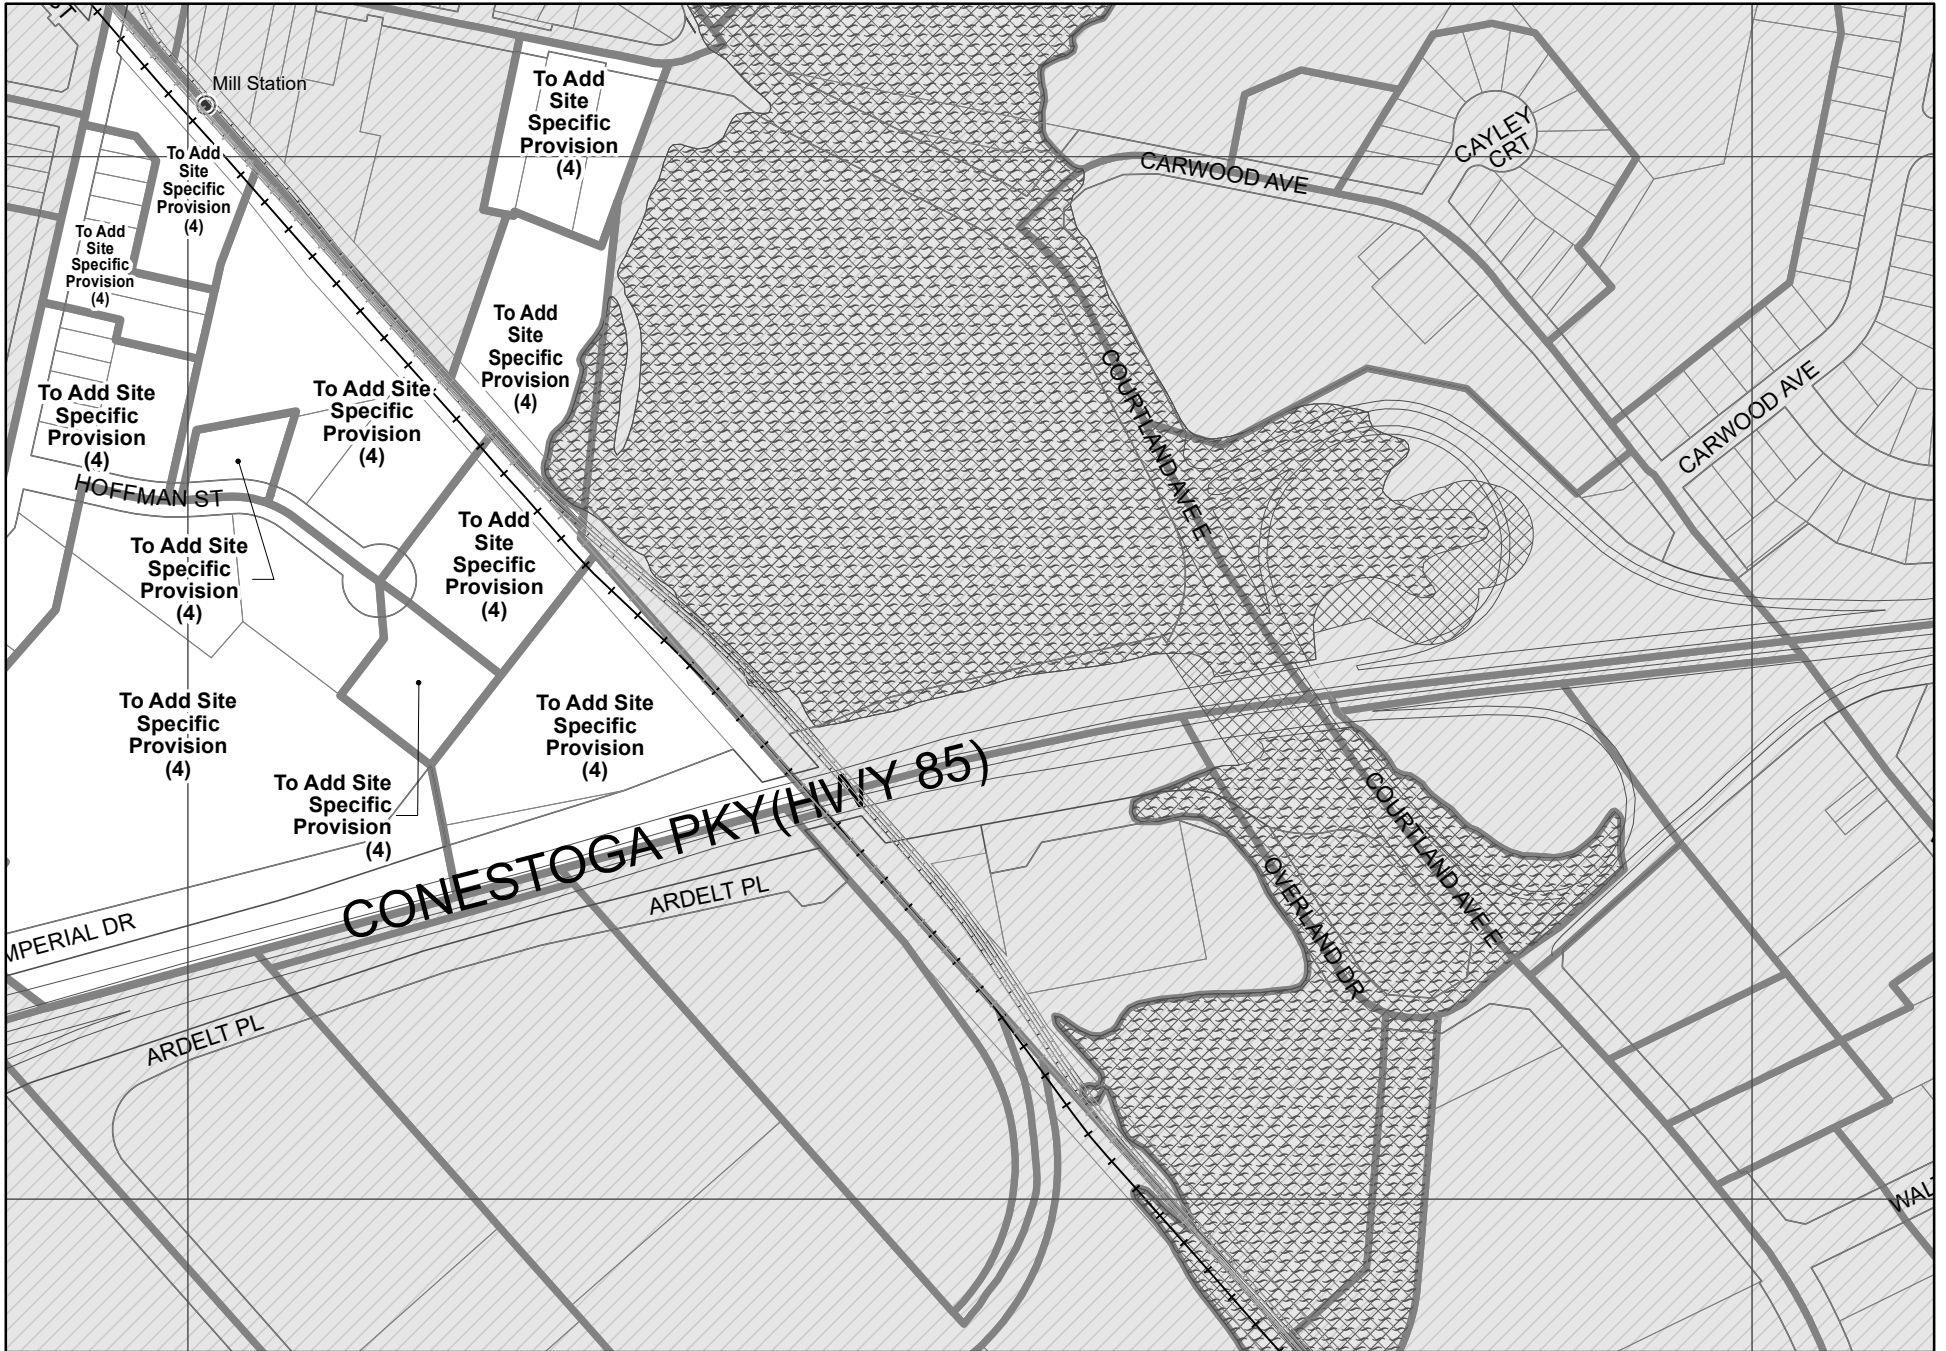 ST
Mill Station
To Add
Site
Specific
Provision
(4)
To Add
Site
Specific
Provision
(4)
To Add
Site
Specific
Provision
(4)
CAYLEY
CRT
CARWOOD AVE
To Add
Site
Specific
Provision
(4)
To Add Site
Specific
Provision
(4)
To Add Site
Specific
Provision
(4)
COURTLAND AVE E
CARWOOD AVE
HOFFMAN ST
To Add
Site
Specific
Provision
(4)
To Add Site
Specific
Provision
(4)
To Add Site
Specific
Provision
(4)
To Add Site
Specific
Provision
(4)
To Add Site
Specific
Provision
(4)
CONESTOGA PKY(HWY 85)
COURTLAND AVE E
OVERLAND DR
ARDELT PL
MPERIAL DR
ARDELT PL
WAL